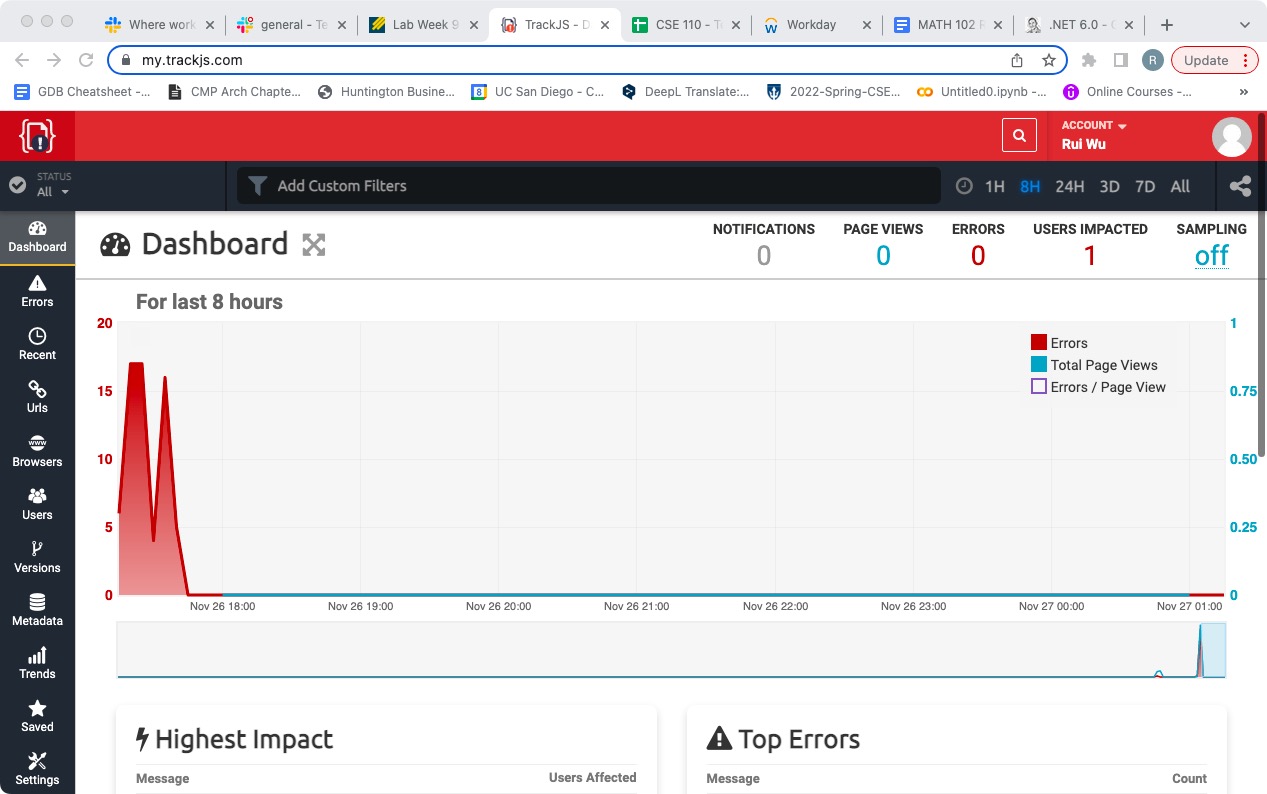 Where work
general - Te
Lab Week 9
TrackJS - D
CSE 110 - T
Workday
MATH 102 R
.NET 6.0 - C
my.trackjs.com
R
Update
GDB Cheatsheet -...
CMP Arch Chapte...
Huntington Busine...
UC San Diego - C...
DeepL Translate:...
2022-Spring-CSE...
Untitled0.ipynb -...
Online Courses -...
»
ACCOUNT
Rui Wu
STATUS
All
Add Custom Filters
1H 8H 24H 3D 7D All
Dashboard
Errors
Recent
Urls
Browsers
Users
Versions
Metadata
Trends
Saved
Settings
Dashboard
NOTIFICATIONS
0
PAGE VIEWS
0
ERRORS
0
USERS IMPACTED
1
SAMPLING
off
For last 8 hours
20
15
10
5
0
1
0.75
0.50
0.25
0
Errors
Total Page Views
Errors / Page View
Nov 26 18:00
Nov 26 19:00
Nov 26 20:00
Nov 26 21:00
Nov 26 22:00
Nov 26 23:00
Nov 27 00:00
Nov 27 01:00
Highest Impact
Message Users Affected
Top Errors
Message Count